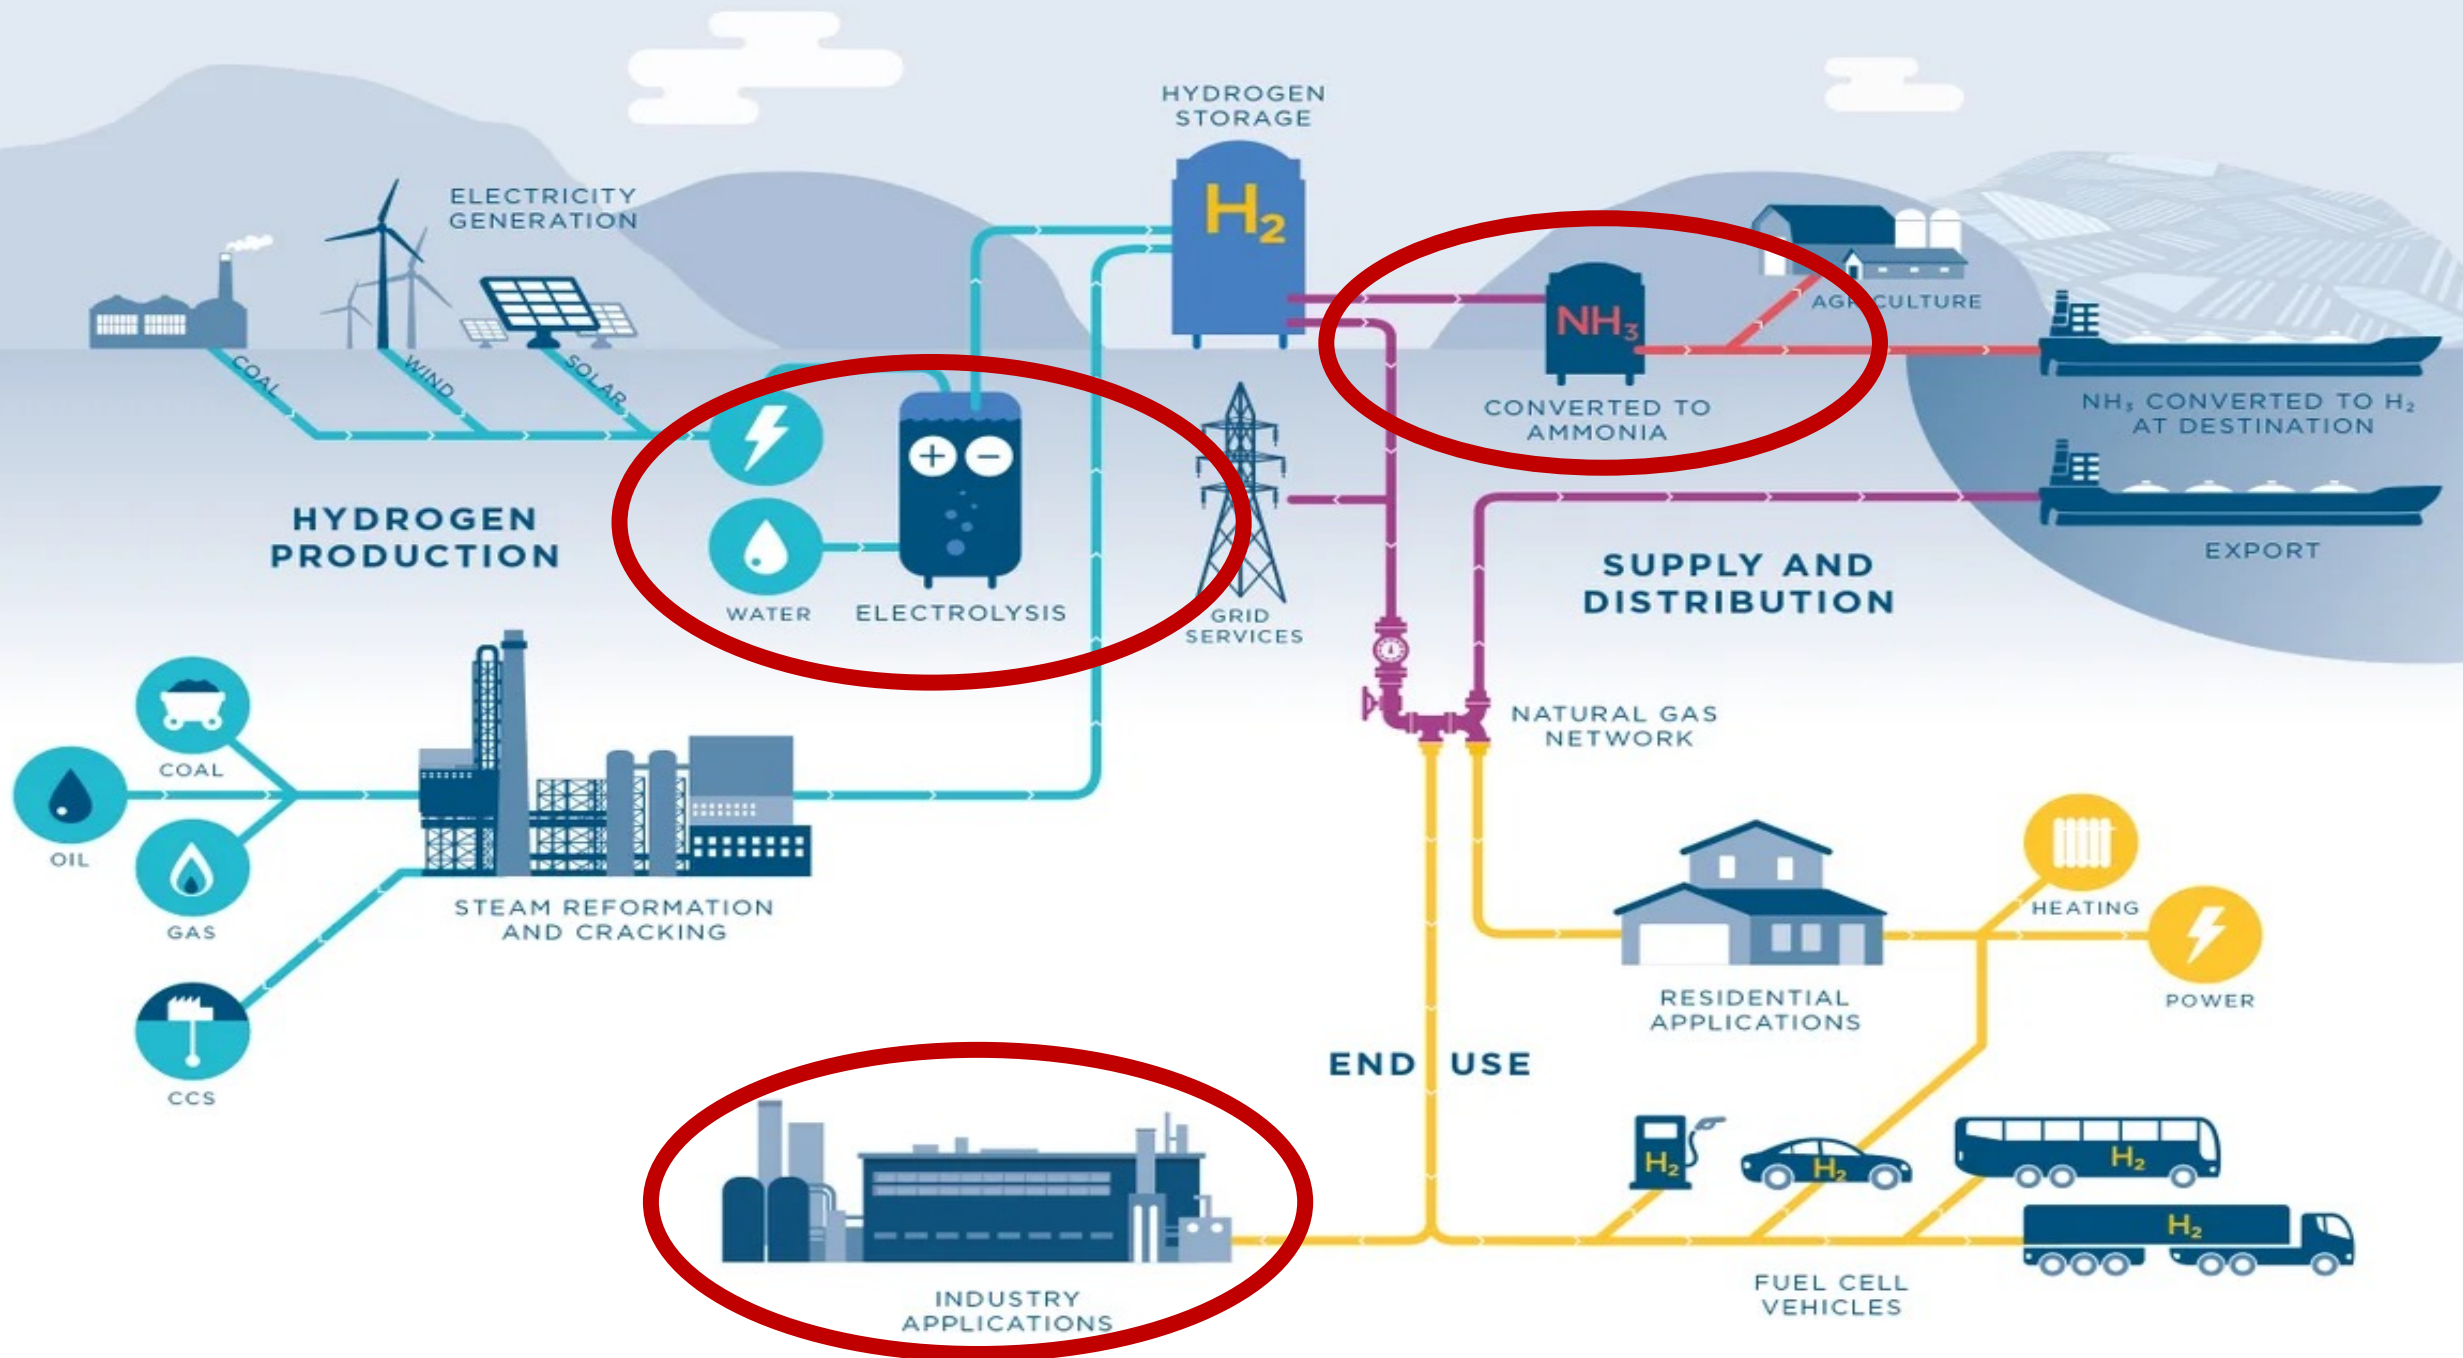 HYDROGEN
STORAGE
H₂
ELECTRICITY
GENERATION
COAL
WIND
SOLAR
NH₃
CONVERTED TO
AMMONIA
AGRICULTURE
NH₃ CONVERTED TO H₂
AT DESTINATION
EXPORT
HYDROGEN
PRODUCTION
+
−
WATER
ELECTROLYSIS
GRID
SERVICES
SUPPLY AND
DISTRIBUTION
NATURAL GAS
NETWORK
COAL
OIL
GAS
CCS
STEAM REFORMATION
AND CRACKING
RESIDENTIAL
APPLICATIONS
HEATING
POWER
END USE
H₂
H₂
H₂
H₂
INDUSTRY
APPLICATIONS
FUEL CELL
VEHICLES